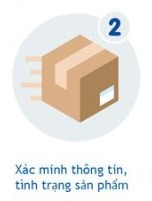 2
Xác minh thông tin,
tình trạng sản phẩm